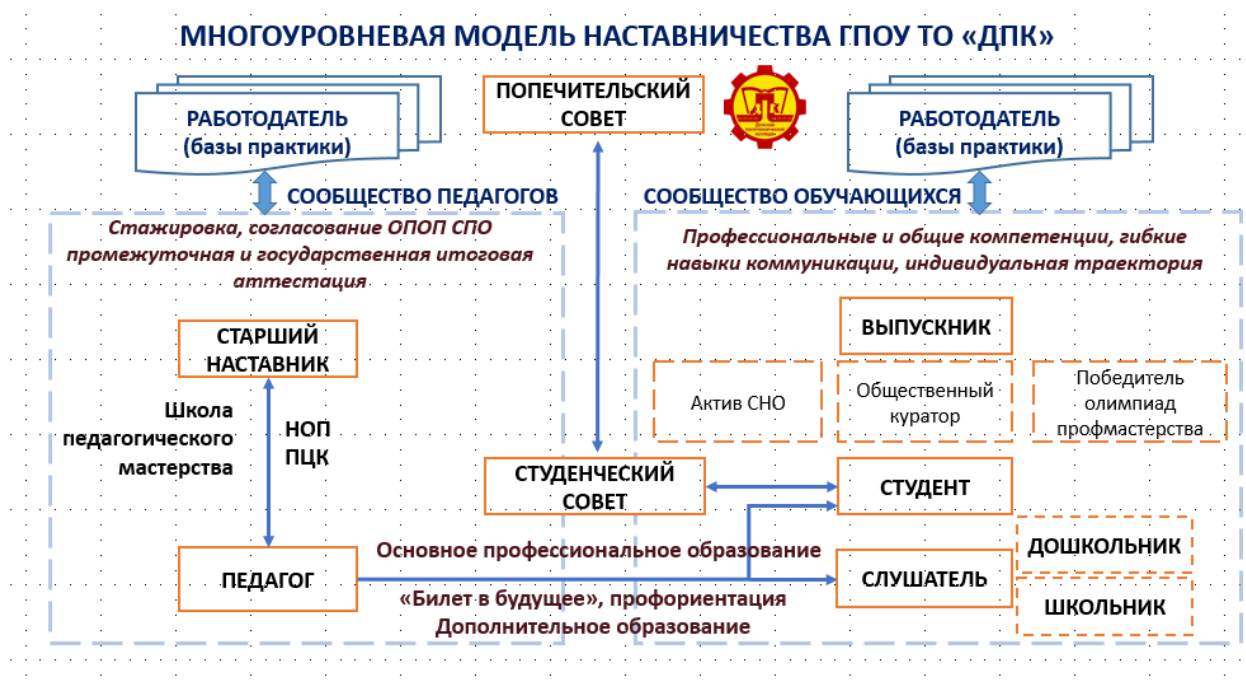 МНОГОУРОВНЕВАЯ МОДЕЛЬ НАСТАВНИЧЕСТВА ГПОУ ТО «ДПК»
РАБОТОДАТЕЛЬ
(базы практики)
ПОПЕЧИТЕЛЬСКИЙ
СОВЕТ
РАБОТОДАТЕЛЬ
(базы практики)
СООБЩЕСТВО ПЕДАГОГОВ
СООБЩЕСТВО ОБУЧАЮЩИХСЯ
Стажировка, согласование ОПОП СПО
промежуточная и государственная итоговая
аттестация
Профессиональные и общие компетенции, гибкие
навыки коммуникации, индивидуальная траектория
СТАРШИЙ
НАСТАВНИК
ВЫПУСКНИК
Актив СНО
Общественный
куратор
Победитель
олимпиад
профмастерства
Школа
педагогического
мастерства
НОП
ПЦК
СТУДЕНЧЕСКИЙ
СОВЕТ
СТУДЕНТ
ПЕДАГОГ
Основное профессиональное образование
«Билет в будущее», профориентация
Дополнительное образование
СЛУШАТЕЛЬ
ДОШКОЛЬНИК
ШКОЛЬНИК